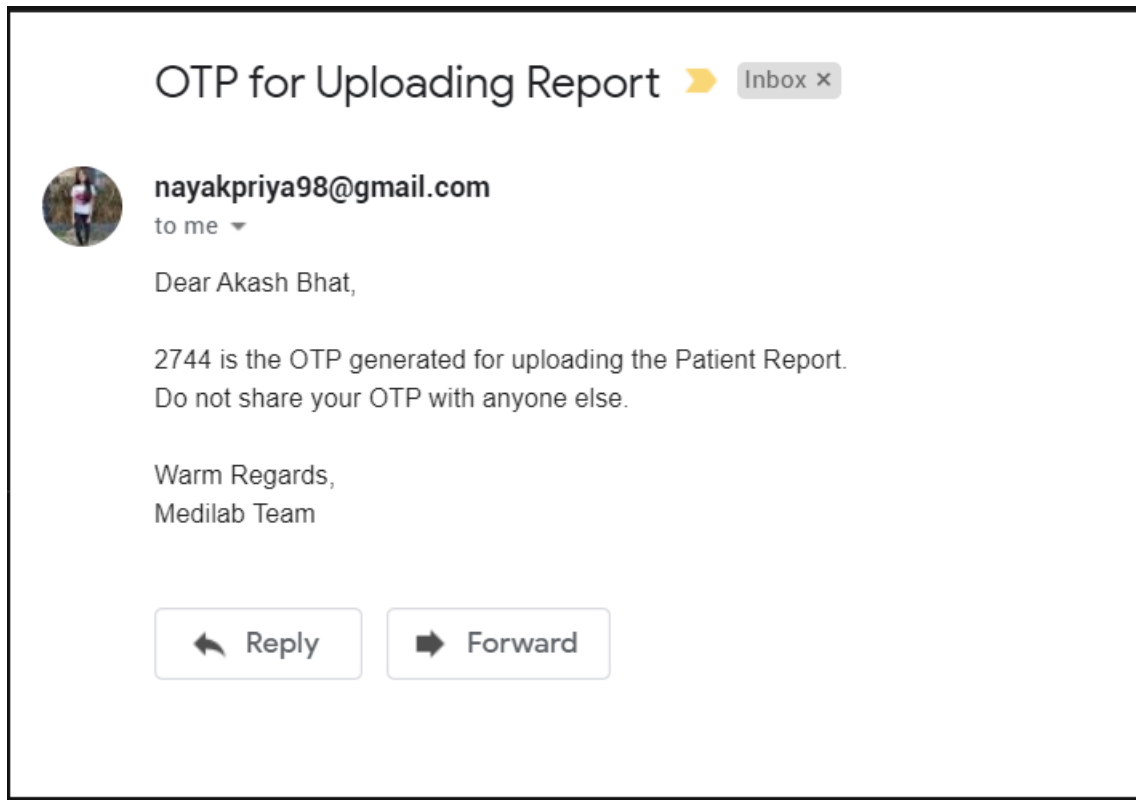 OTP for Uploading Report Inbox ×
nayakpriya98@gmail.com
to me
Dear Akash Bhat,
2744 is the OTP generated for uploading the Patient Report.
Do not share your OTP with anyone else.
Warm Regards,
Medilab Team
Reply Forward